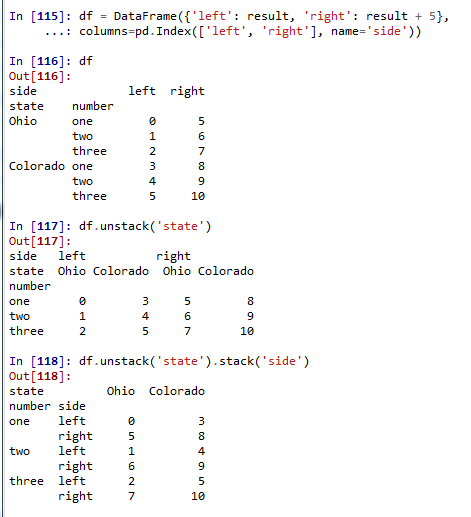 In [115]: df = DataFrame({'left': result, 'right': result + 5},
     ...: columns=pd.Index(['left', 'right'], name='side'))
In [116]: df
Out[116]:
side             left  right
state    number
Ohio     one        0      5
         two        1      6
         three      2      7
Colorado one        3      8
         two        4      9
         three      5     10
In [117]: df.unstack('state')
Out[117]:
side   left          right
state  Ohio Colorado  Ohio Colorado
number
one       0        3     5        8
two       1        4     6        9
three     2        5     7       10
In [118]: df.unstack('state').stack('side')
Out[118]:
state         Ohio  Colorado
number side
one    left      0         3
       right     5         8
two    left      1         4
       right     6         9
three  left      2         5
       right     7        10